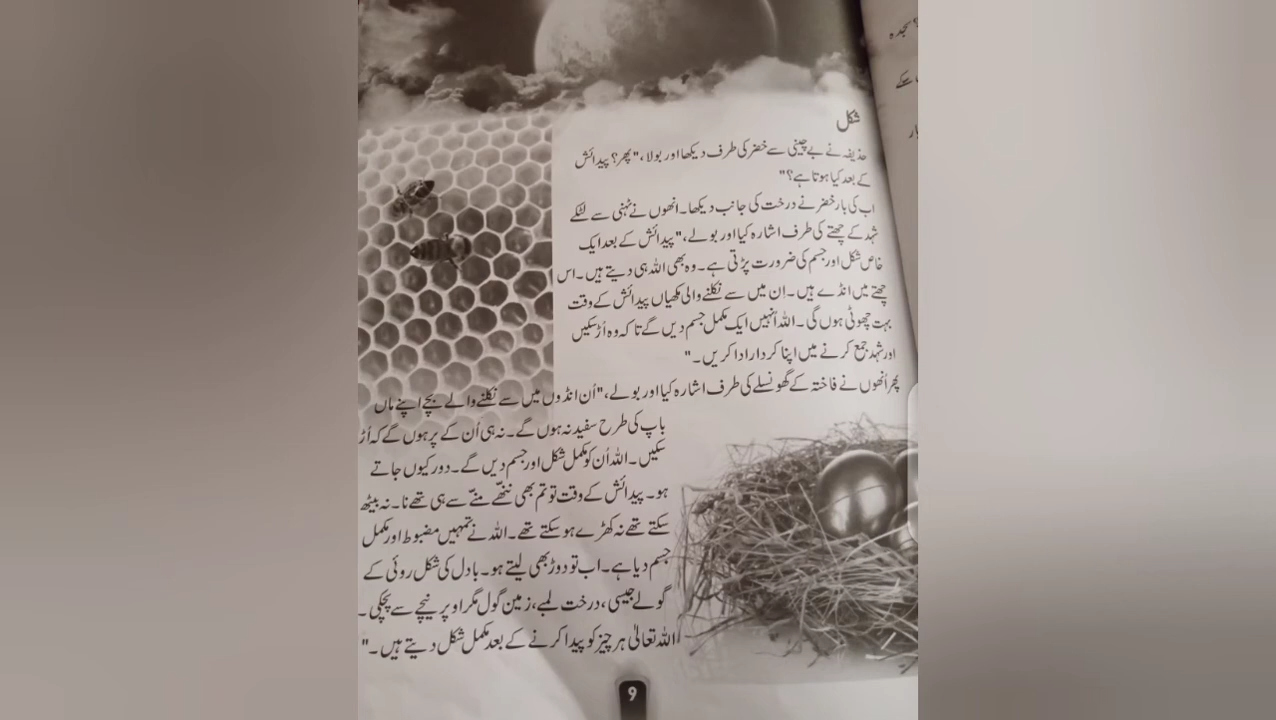 شکل
حذیفہ نے بے چینی سے خضر کی طرف دیکھا اور بولا، "پھر؟ پیدائش
کے بعد کیا ہوتا ہے؟"
اب کی بار خضر نے درخت کی جانب دیکھا۔ انھوں نے ٹہنی سے لٹکے
شہد کے چھتے کی طرف اشارہ کیا اور بولے، "پیدائش کے بعد ایک
خاص شکل اور جسم کی ضرورت پڑتی ہے۔ وہ بھی اللہ ہی دیتے ہیں۔ اس
چھتے میں انڈے ہیں۔ اِن میں سے نکلنے والی مکھیاں پیدائش کے وقت
بہت چھوٹی ہوں گی۔ اللہ اُنہیں ایک مکمل جسم دیں گے تا کہ وہ اُڑ سکیں
اور شہد جمع کرنے میں اپنا کردار ادا کریں۔"
پھر اُنھوں نے فاختہ کے گھونسلے کی طرف اشارہ کیا اور بولے، "اُن انڈوں میں سے نکلنے والے بچے اپنے ماں
باپ کی طرح سفید نہ ہوں گے۔ نہ ہی اُن کے پر ہوں گے کہ اُڑ
سکیں۔ اللہ اُن کو مکمل شکل اور جسم دیں گے۔ دور کیوں جاتے
ہو۔ پیدائش کے وقت تو تم بھی ننھّے منّے سے ہی تھے نا۔ نہ بیٹھ
سکتے تھے نہ کھڑے ہو سکتے تھے۔ اللہ نے تمہیں مضبوط اور مکمل
جسم دیا ہے۔ اب تو دوڑ بھی لیتے ہو۔ بادل کی شکل روئی کے
گولے جیسی، درخت لمبے، زمین گول مگر اوپر نیچے سے پچکی۔
اللہ تعالیٰ ہر چیز کو پیدا کرنے کے بعد مکمل شکل دیتے ہیں۔"
9
سجدہ
سکے